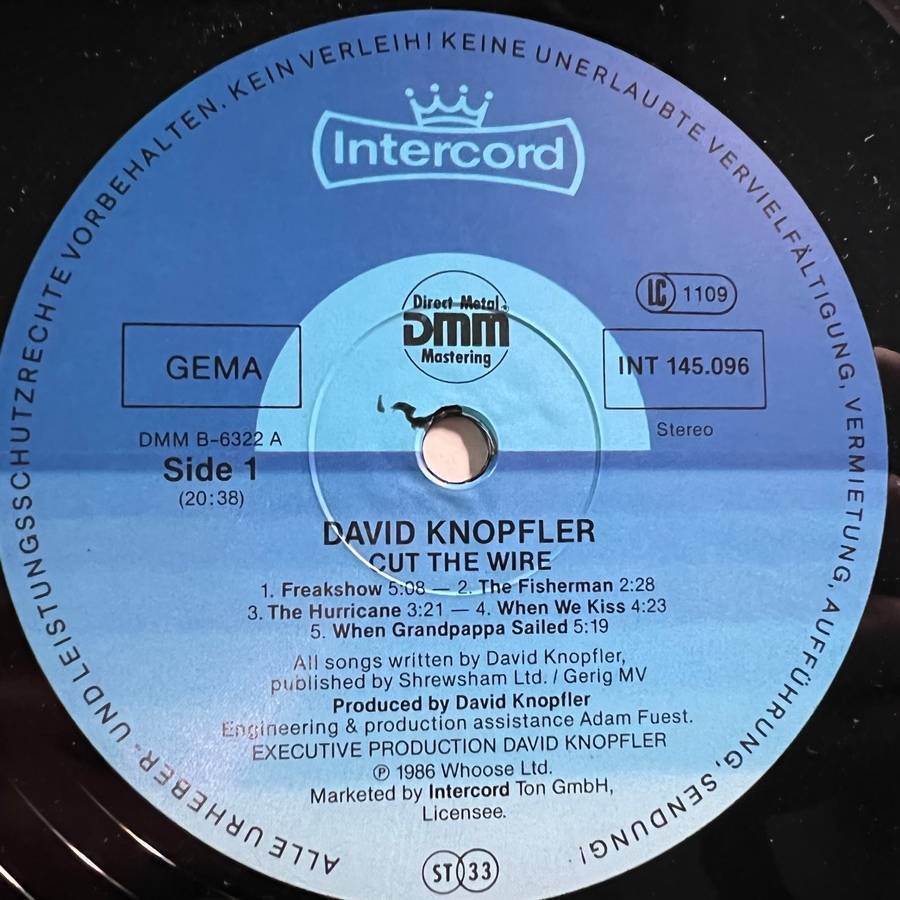 ALLE URHEBER- UND LEISTUNGSSCHUTZRECHTE VORBEHALTEN. KEIN VERLEIH! KEINE UNERLAUBTE VERVIELFÄLTIGUNG, VERMIETUNG, AUFFÜHRUNG, SENDUNG!
Intercord
LC 1109
Direct Metal
DMM
Mastering
GEMA
INT 145.096
DMM B-6322 A
Stereo
Side 1
(20:38)
DAVID KNOPFLER
CUT THE WIRE
1. Freakshow 5:08 — 2. The Fisherman 2:28
3. The Hurricane 3:21 — 4. When We Kiss 4:23
5. When Grandpappa Sailed 5:19
All songs written by David Knopfler,
published by Shrewsham Ltd. / Gerig MV
Produced by David Knopfler
Engineering & production assistance Adam Fuest.
EXECUTIVE PRODUCTION DAVID KNOPFLER
℗ 1986 Whoose Ltd.
Marketed by Intercord Ton GmbH,
Licensee.
ST 33